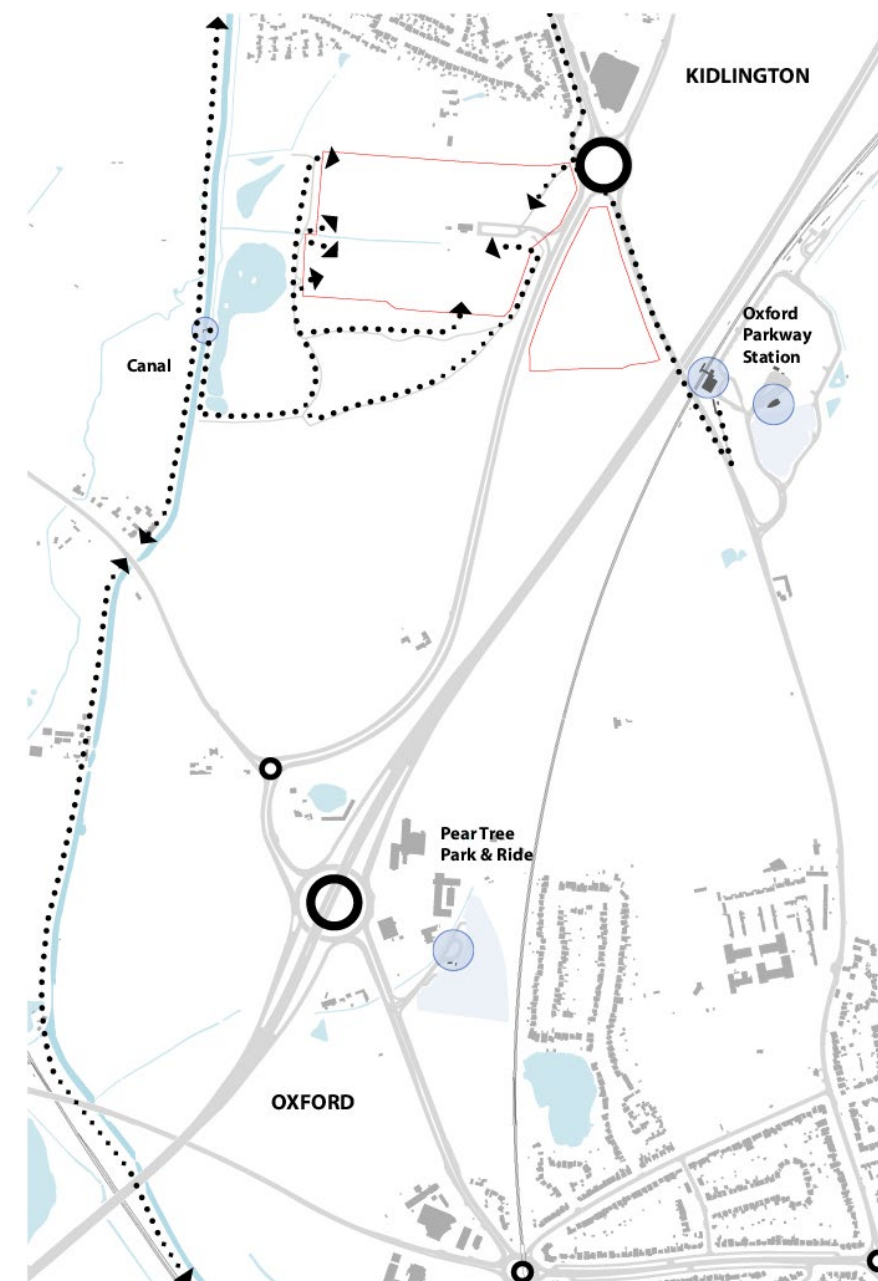 KIDLINGTON
Oxford
Parkway
Station
Canal
Pear Tree
Park & Ride
OXFORD